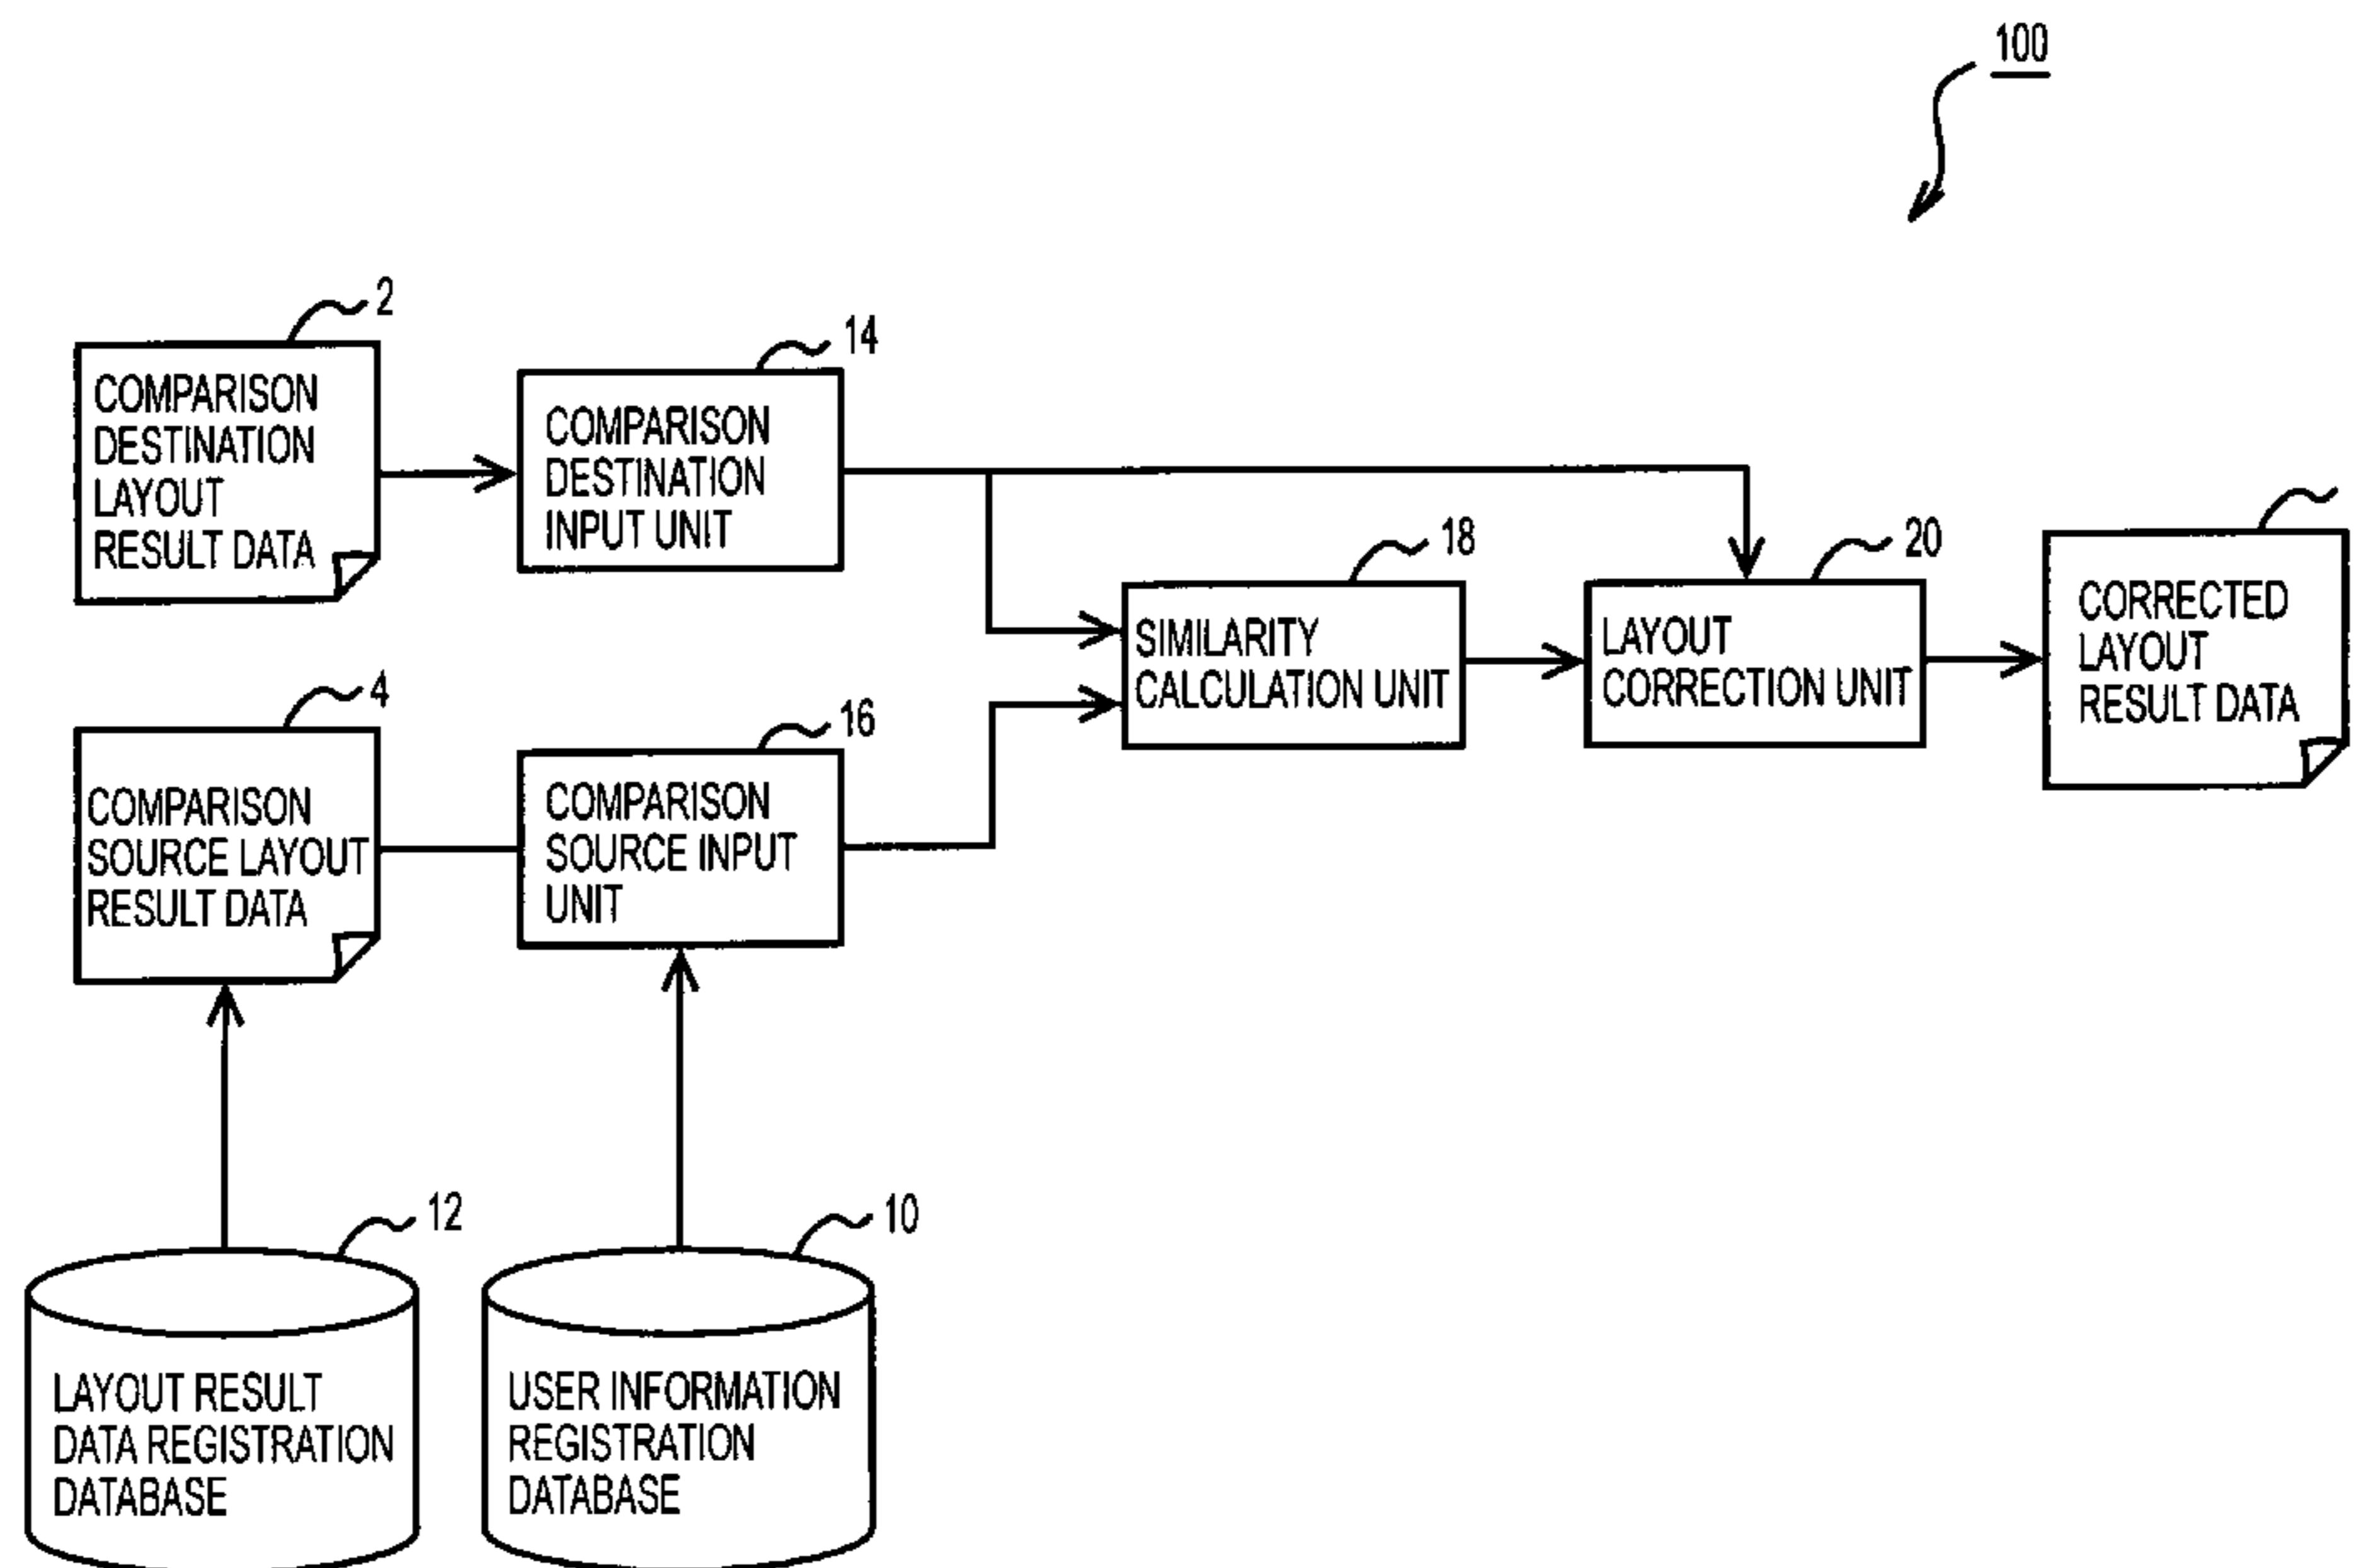 100
2
COMPARISON
DESTINATION
LAYOUT
RESULT DATA
14
COMPARISON
DESTINATION
INPUT UNIT
18
SIMILARITY
CALCULATION UNIT
20
LAYOUT
CORRECTION UNIT
CORRECTED
LAYOUT
RESULT DATA
4
COMPARISON
SOURCE LAYOUT
RESULT DATA
16
COMPARISON
SOURCE INPUT
UNIT
12
LAYOUT RESULT
DATA REGISTRATION
DATABASE
10
USER INFORMATION
REGISTRATION
DATABASE